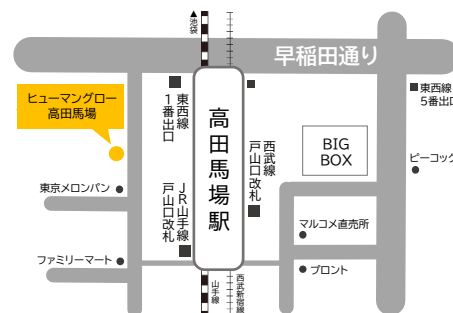 ▲池袋
早稲田通り
ヒューマングロー
高田馬場
東西線
1番出口
高田馬場駅
西武線
戸山口改札
BIG
BOX
東西線
5番出口
ピーコック
東京メロンパン
JR山手線
戸山口改札
マルコメ直売所
ファミリーマート
プロント
山手線
西武新宿線